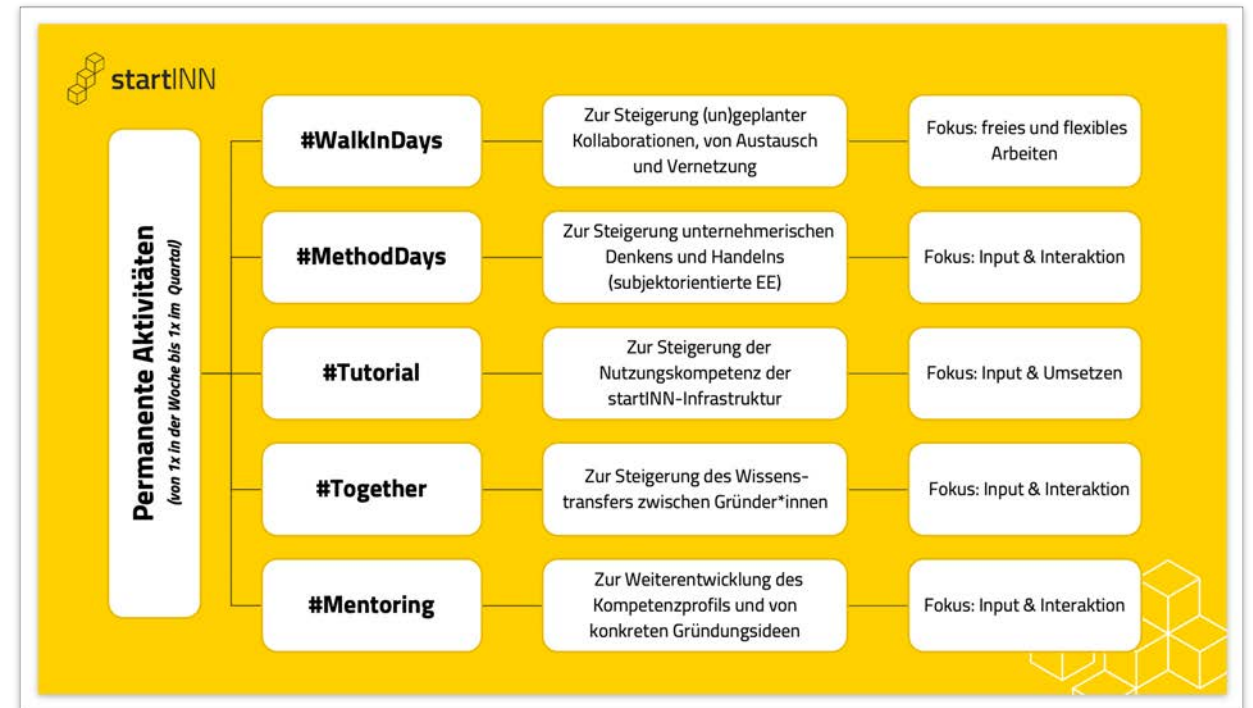 startINN
Permanente Aktivitäten
(von 1x in der Woche bis 1x im Quartal)
#WalkInDays
Zur Steigerung (un)geplanter
Kollaborationen, von Austausch
und Vernetzung
Fokus: freies und flexibles
Arbeiten
#MethodDays
Zur Steigerung unternehmerischen
Denkens und Handelns
(subjektorientierte EE)
Fokus: Input & Interaktion
#Tutorial
Zur Steigerung der
Nutzungskompetenz der
startINN-Infrastruktur
Fokus: Input & Umsetzen
#Together
Zur Steigerung des Wissens-
transfers zwischen Gründer*innen
Fokus: Input & Interaktion
#Mentoring
Zur Weiterentwicklung des
Kompetenzprofils und von
konkreten Gründungsideen
Fokus: Input & Interaktion